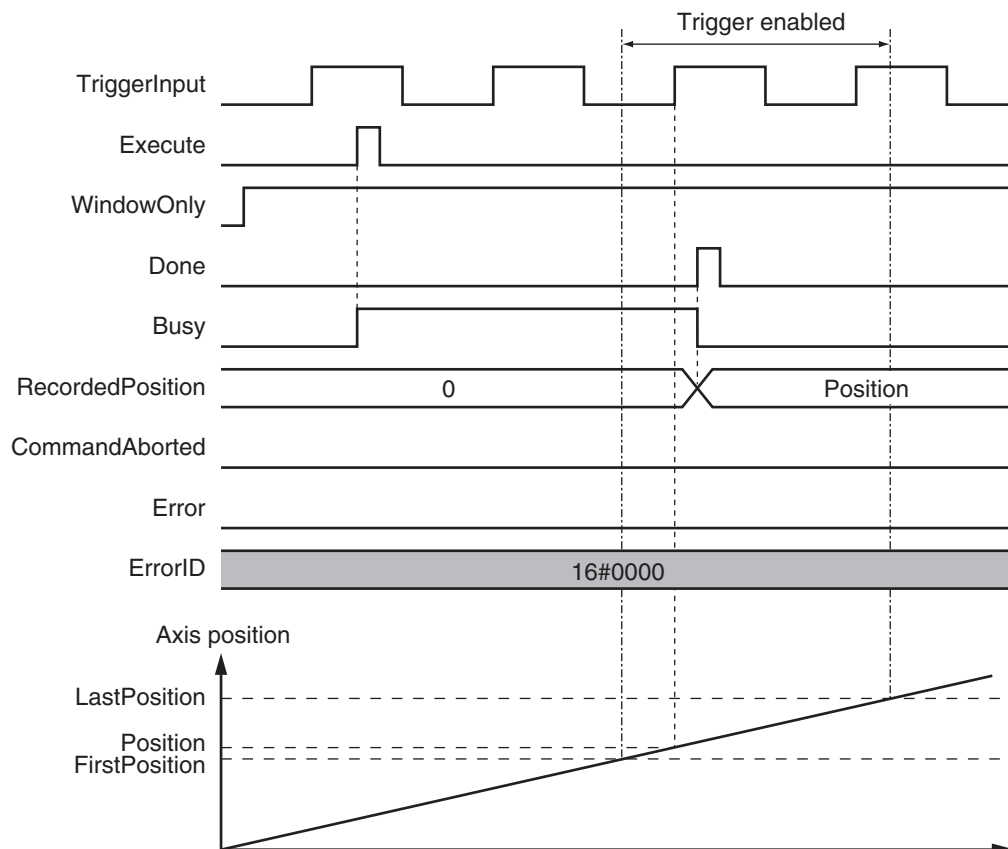 Trigger enabled
TriggerInput
Execute
WindowOnly
Done
Busy
RecordedPosition
0
Position
CommandAborted
Error
ErrorID
16#0000
Axis position
LastPosition
Position
FirstPosition